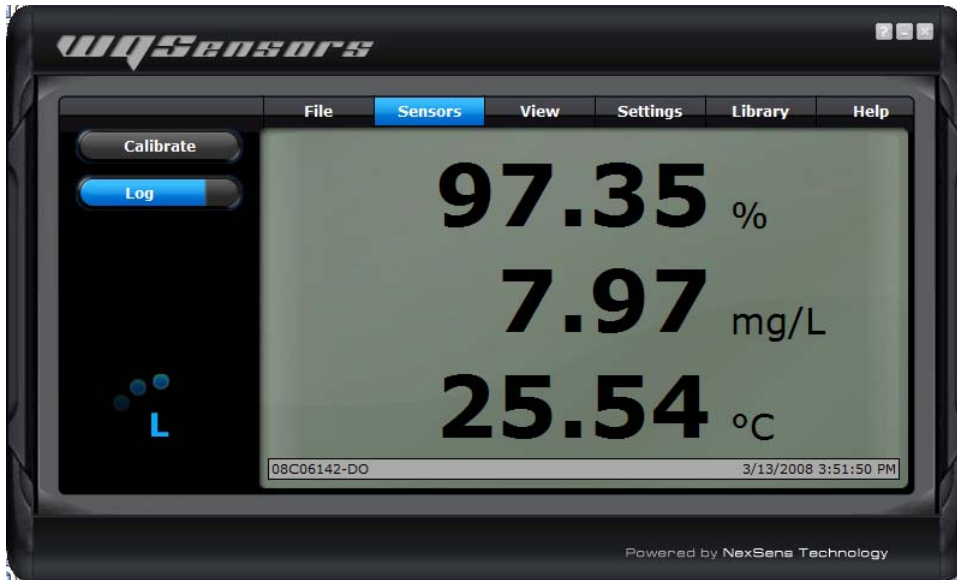 WQSensors
? - ×
File Sensors View Settings Library Help
Calibrate
Log
97.35 %
7.97 mg/L
25.54 °C
L
08C06142-DO 3/13/2008 3:51:50 PM
Powered by NexSens Technology